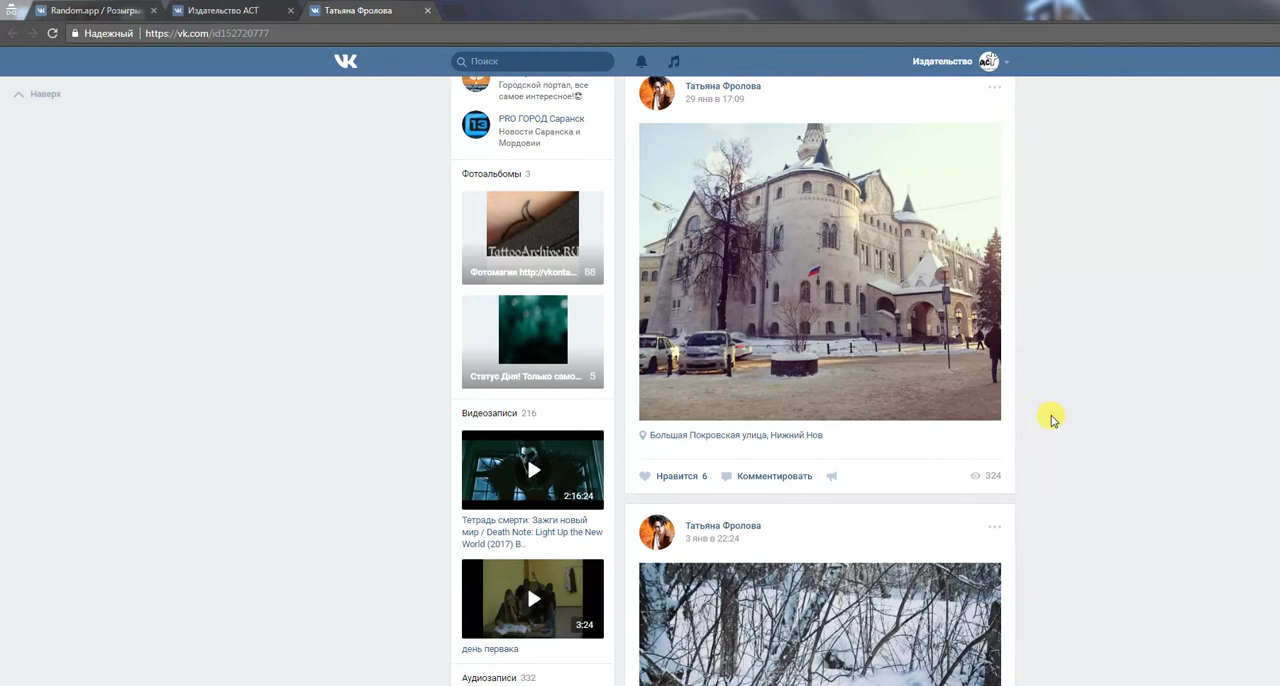 Random.app / Розыгры
Издательство АСТ
Татьяна Фролова
Надежный
https://vk.com/id152720777
Поиск
Издательство
Наверх
Городской портал, все
самое интересное!
PRO ГОРОД Саранск
Новости Саранска и
Мордовии
Фотоальбомы 3
TattooArchive.RU
Фотомагия http://vkonta... 88
Статус Дня! Только само... 5
Видеозаписи 216
2:16:24
Тетрадь смерти: Зажги новый
мир / Death Note: Light Up the New
World (2017) В..
3:24
день первака
Аудиозаписи 332
Татьяна Фролова
29 янв в 17:09
Большая Покровская улица, Нижний Нов
Нравится 6 Комментировать 324
Татьяна Фролова
3 янв в 22:24